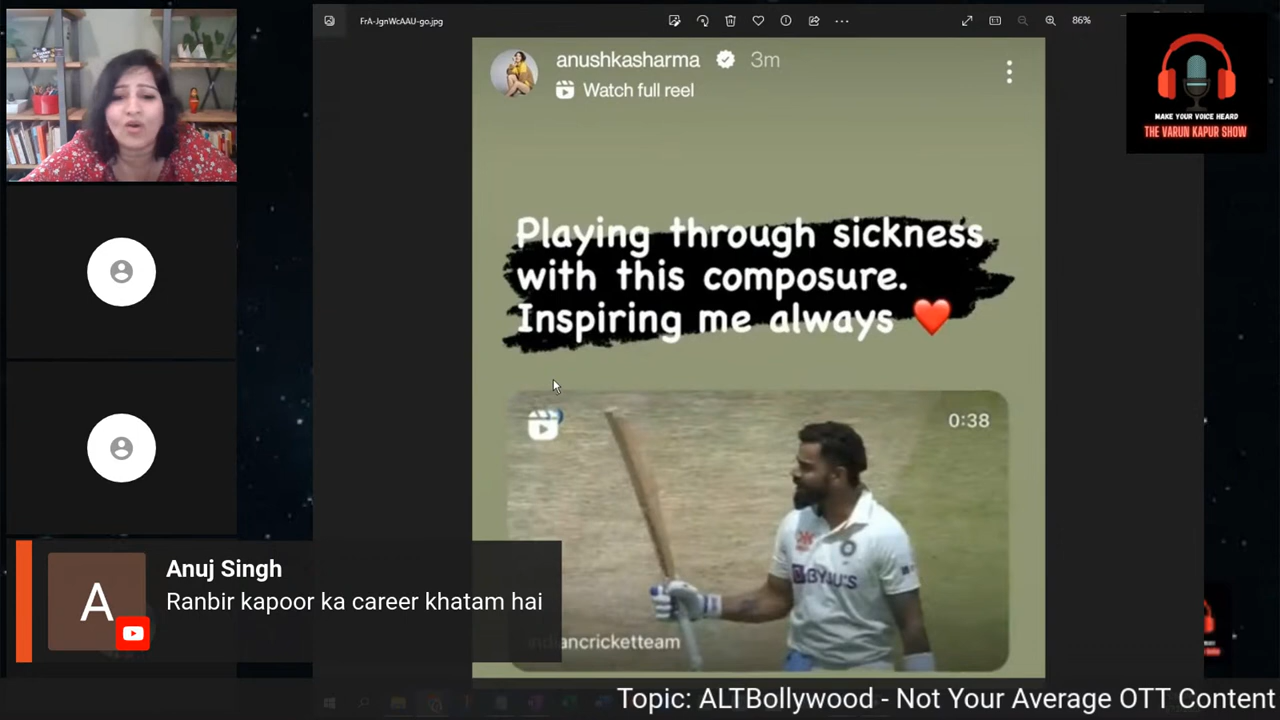 FrA-JgnWcAAU-go.jpg
86%
anushkasharma 3m
Watch full reel
MAKE YOUR VOICE HEARD
THE VARUN KAPUR SHOW
Playing through sickness
with this composure.
Inspiring me always ❤️
0:38
BYJU'S
indiancricketteam
A
Anuj Singh
Ranbir kapoor ka career khatam hai
Topic: ALTBollywood - Not Your Average OTT Content